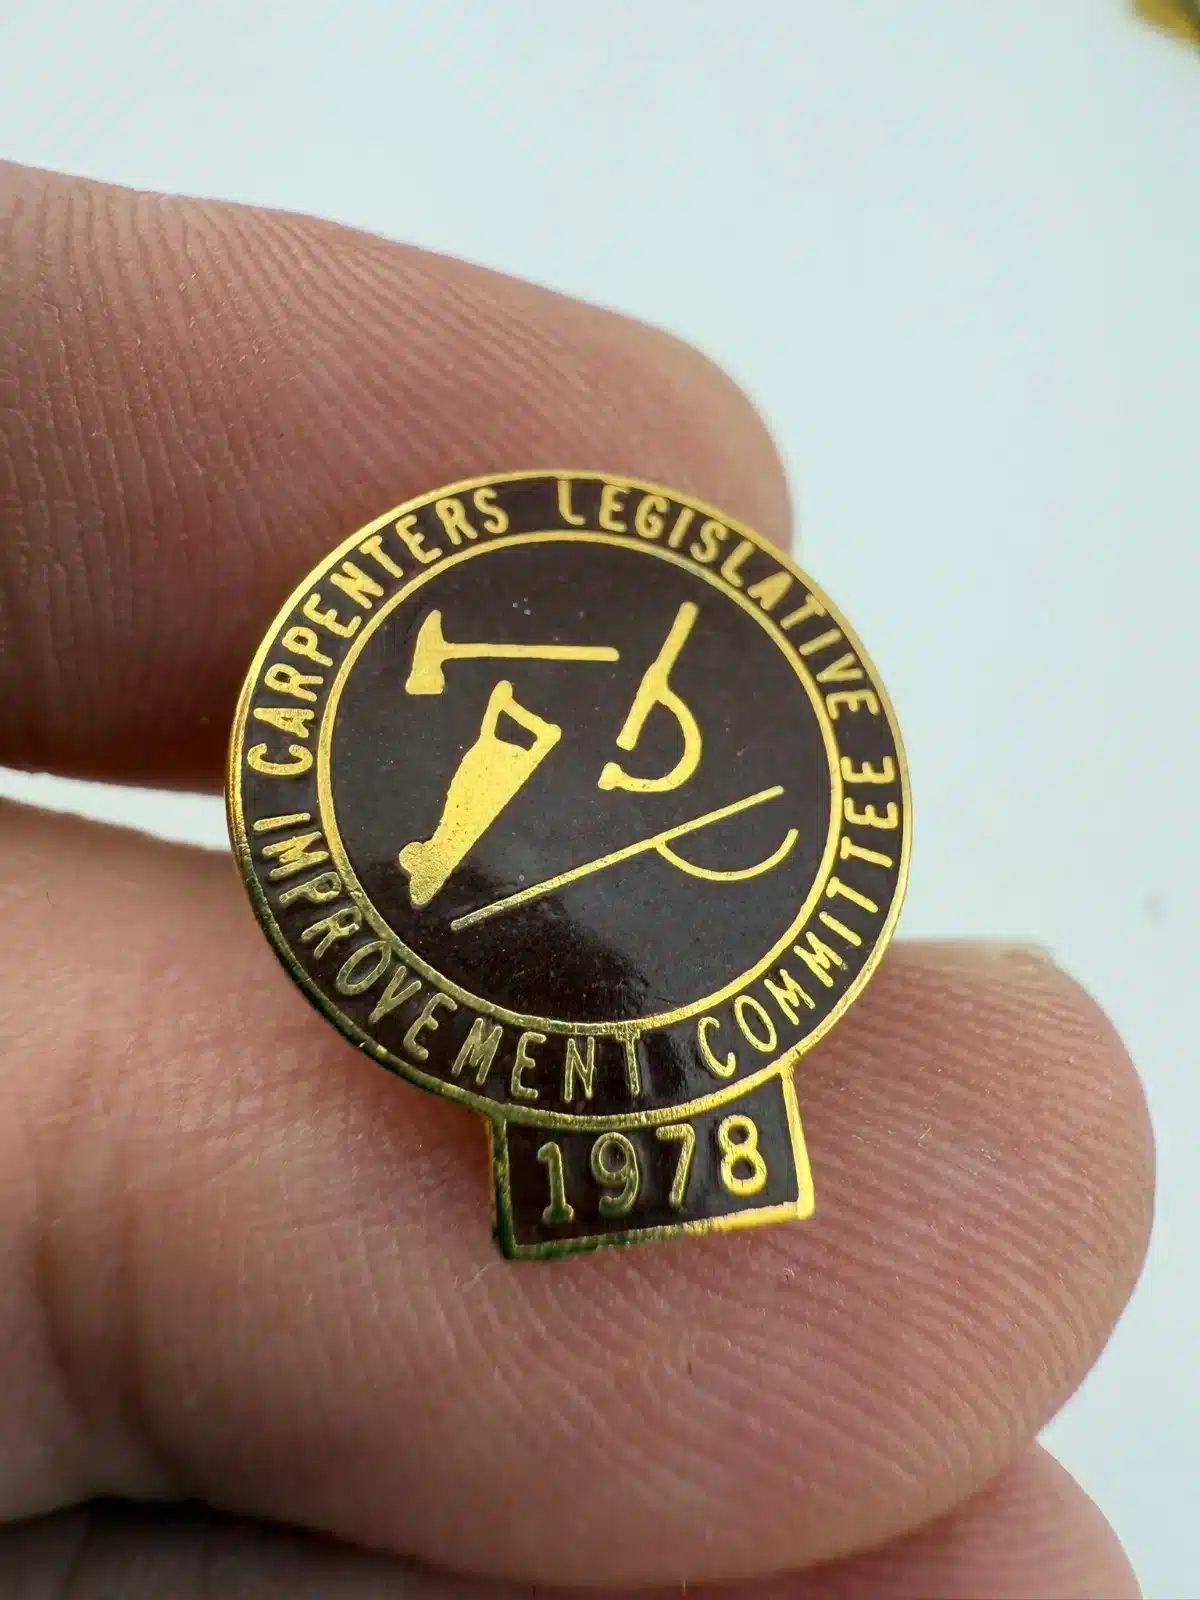 CARPENTERS LEGISLATIVE
IMPROVEMENT COMMITTEE
1978